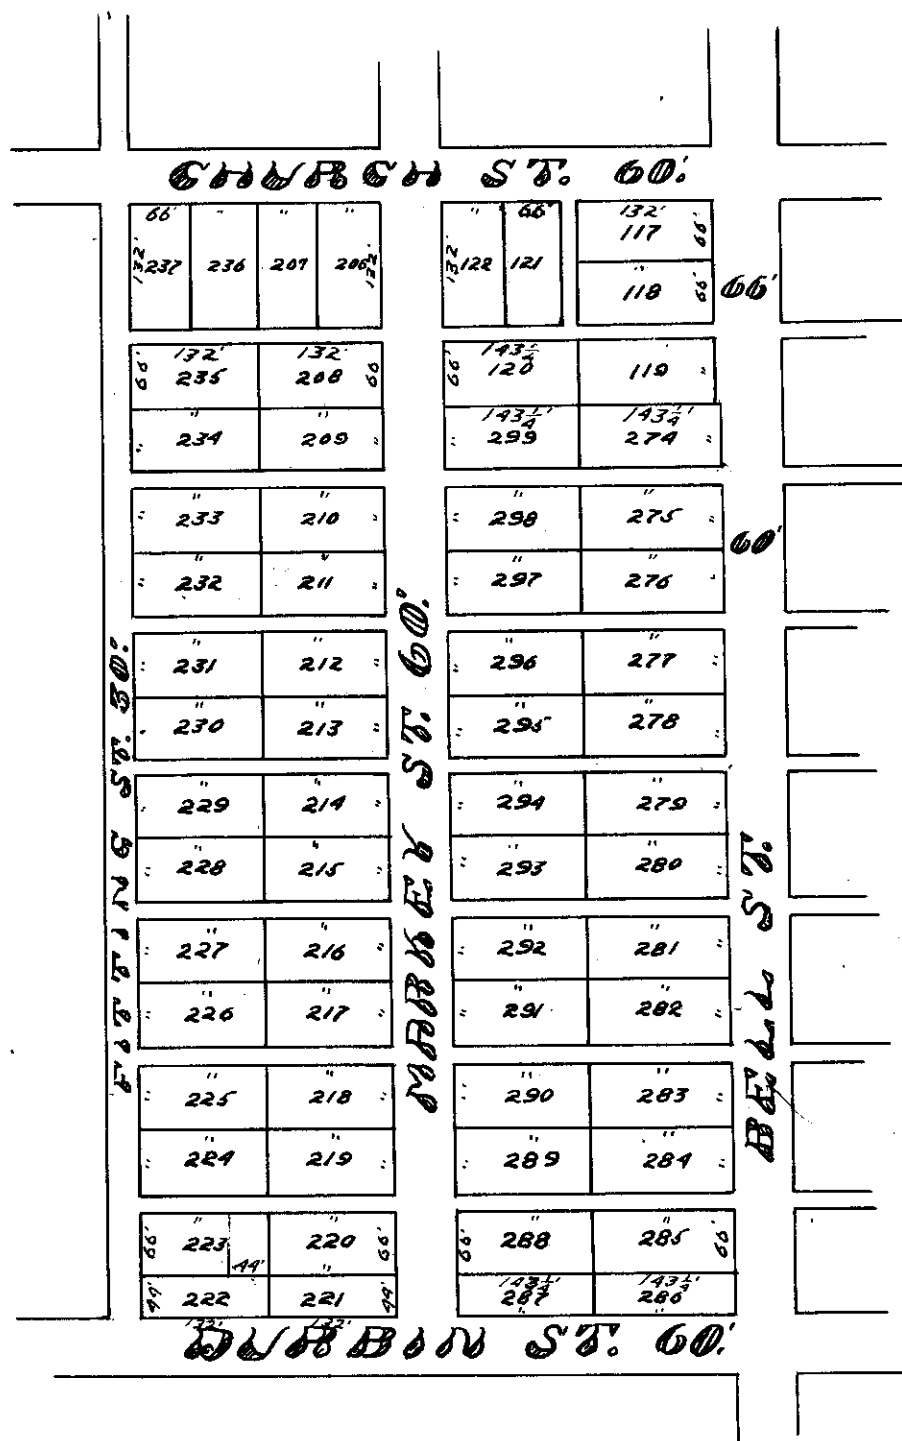 CHURCH ST. 60.'
66' " " " " 66' 132'
132' 237 236 207 206 132' 132' 122 121 117 66'
" 118 66' 66'
132' 132' 143½'
66' 235 208 66' 66' 120 119 "
" " 143¼' 143¼'
" 234 209 " " 299 274 "
" " " "
" 233 210 " " 298 275 "
60'
" " " "
" 232 211 " " 297 276 "
" " " "
" 231 212 " " 296 277 "
" " "
" 230 213 " " 295 278 "
" " " "
" 229 214 " " 294 279 "
" " " "
" 228 215 " " 293 280 "
" " " "
" 227 216 " " 292 281 "
" " " "
" 226 217 " " 291 282 "
" " " "
" 225 218 " " 290 283 "
" " " "
" 224 219 " " 289 284 "
" " " "
66' 223 220 66' 66' 288 285 66'
44' " 143¼' 143¼'
44' 222 221 44' 287 286
132' 132' " "
DURBIN ST. 60.'
ST. 30.'
MARKEY ST. 60.'
BELL ST.